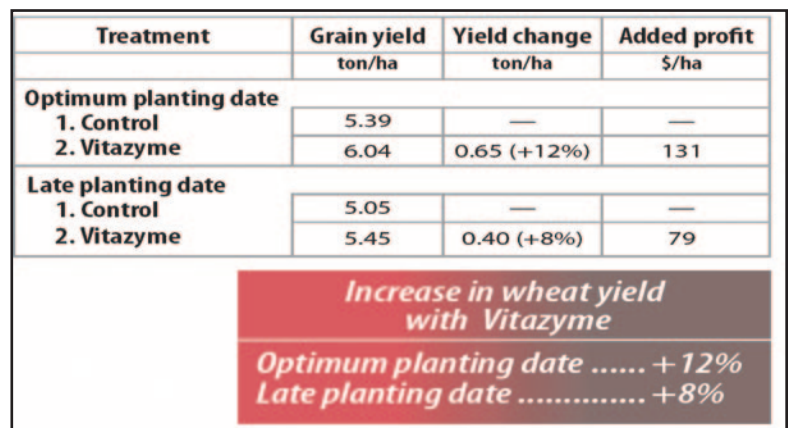 Treatment Grain yield Yield change Added profit
ton/ha ton/ha $/ha
Optimum planting date
1. Control 5.39 — —
2. Vitazyme 6.04 0.65 (+12%) 131
Late planting date
1. Control 5.05 — —
2. Vitazyme 5.45 0.40 (+8%) 79
Increase in wheat yield
with Vitazyme
Optimum planting date ...... +12%
Late planting date .............. +8%